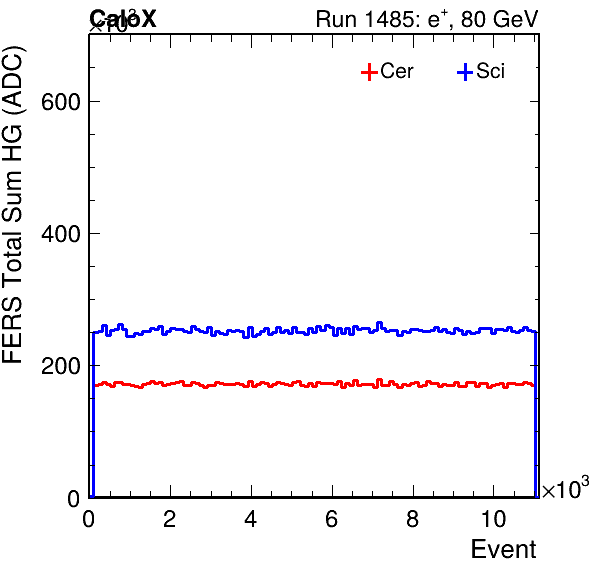 CaloX Run 1485: e⁺, 80 GeV
×10³
FERS Total Sum HG (ADC)
Cer Sci
600
400
200
0
×10³
0 2 4 6 8 10
Event